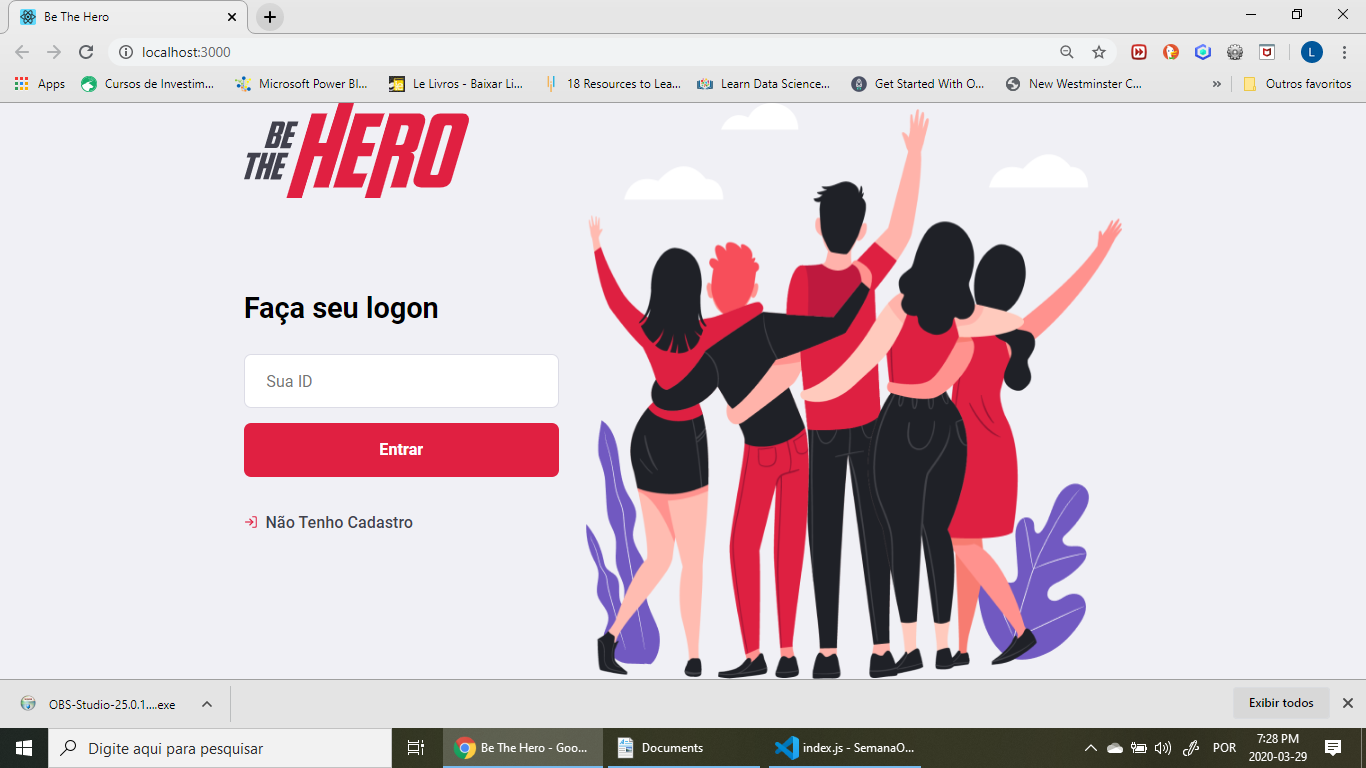 Be The Hero
localhost:3000
L
Apps
Cursos de Investim...
Microsoft Power BI...
Le Livros - Baixar Li...
18 Resources to Lea...
Learn Data Science...
Get Started With O...
New Westminster C...
»
Outros favoritos
BE
THE
HERO
Faça seu logon
Sua ID
Entrar
Não Tenho Cadastro
OBS-Studio-25.0.1....exe
Exibir todos
Digite aqui para pesquisar
Be The Hero - Goo...
Documents
index.js - SemanaO...
POR
7:28 PM
2020-03-29